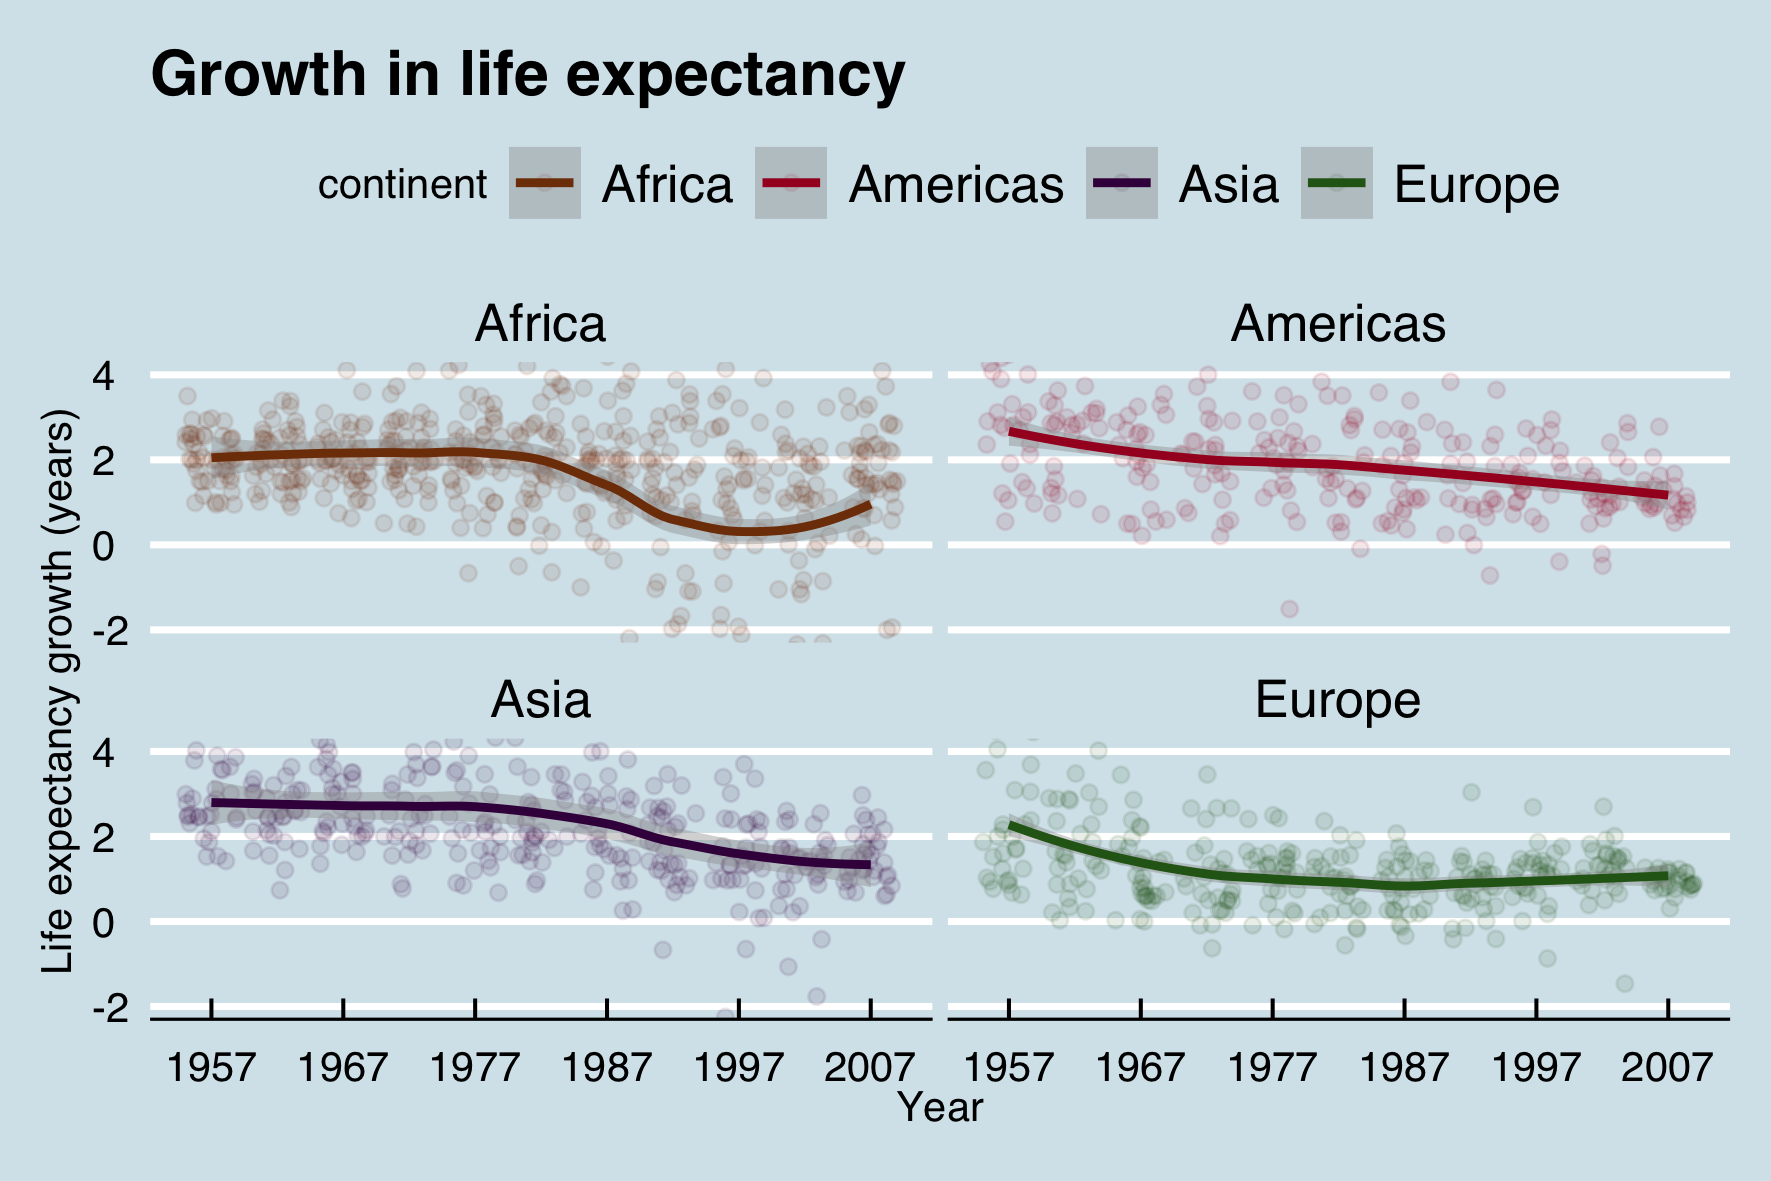 Growth in life expectancy
continent Africa Americas Asia Europe
Africa Americas
4
2
0
-2
Life expectancy growth (years)
Asia Europe
4
2
0
-2
1957 1967 1977 1987 1997 2007 1957 1967 1977 1987 1997 2007
Year